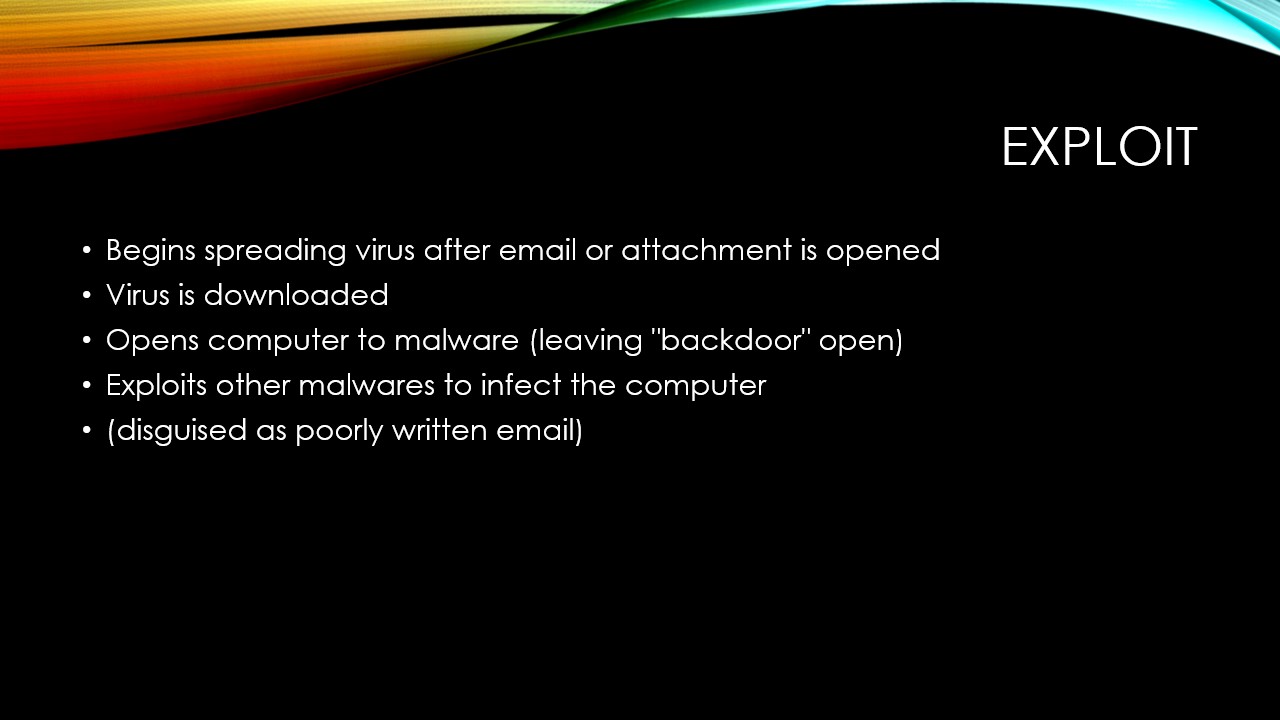 EXPLOIT
• Begins spreading virus after email or attachment is opened
• Virus is downloaded
• Opens computer to malware (leaving "backdoor" open)
• Exploits other malwares to infect the computer
• (disguised as poorly written email)